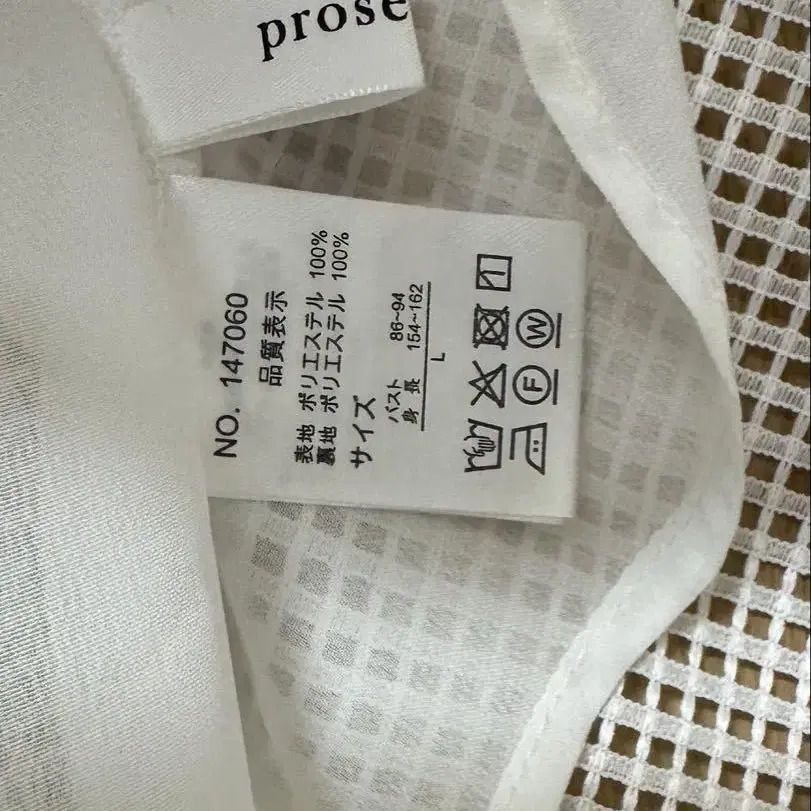 prose
NO. 147060
品質表示
表地 ポリエステル 100%
裏地 ポリエステル 100%
サイズ
バスト 86~94
身長 154~162
L
F W